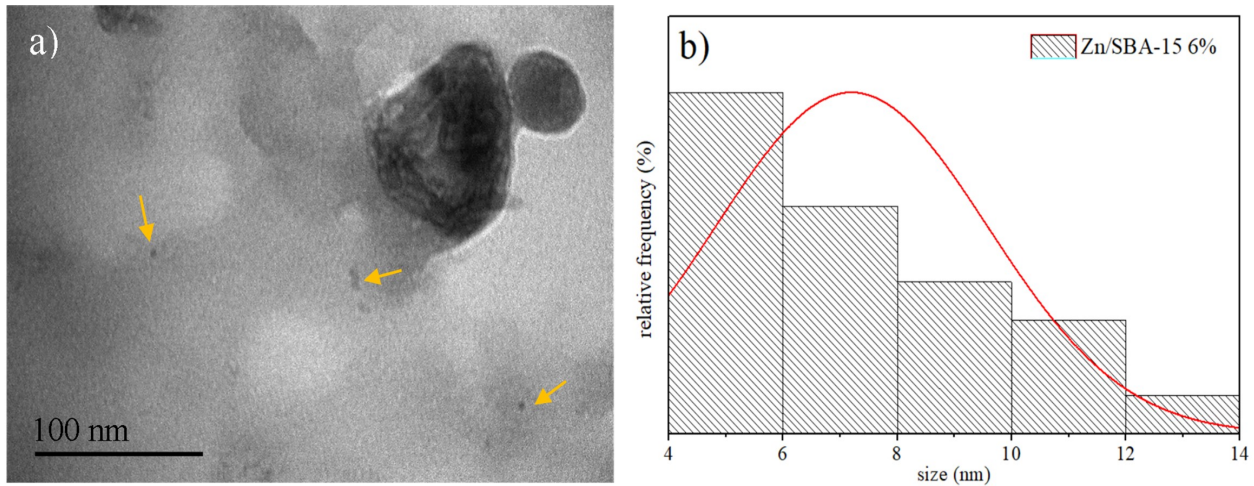 a)
100 nm
b)
Zn/SBA-15 6%
relative frequency (%)
4 6 8 10 12 14
size (nm)